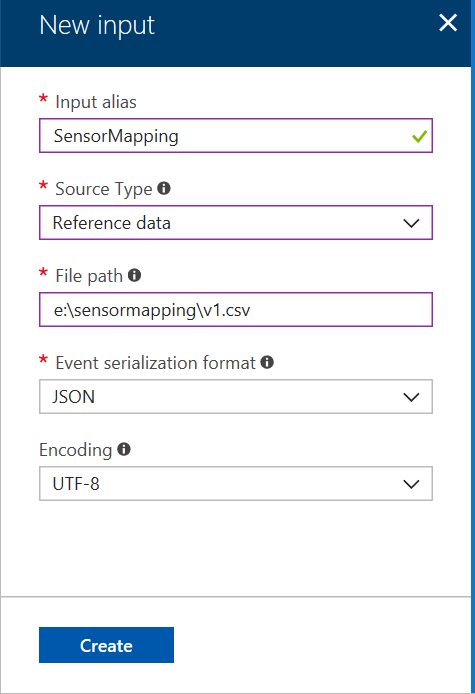 New input
* Input alias
SensorMapping
* Source Type
Reference data
* File path
e:\sensormapping\v1.csv
* Event serialization format
JSON
Encoding
UTF-8
Create